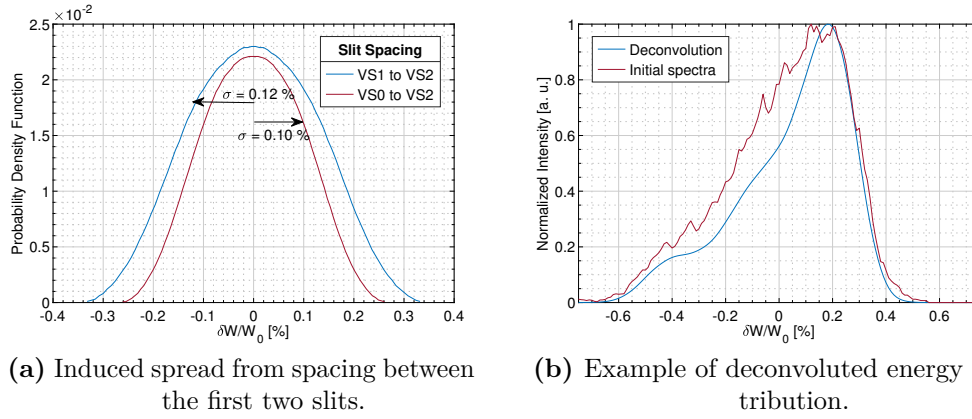 ×10⁻²
2.5
2
1.5
1
0.5
0
Probability Density Function
Slit Spacing
VS1 to VS2
VS0 to VS2
σ = 0.12 %
σ = 0.10 %
-0.4 -0.3 -0.2 -0.1 0 0.1 0.2 0.3 0.4
δW/W₀ [%]
(a) Induced spread from spacing between
the first two slits.
1
0.8
0.6
0.4
0.2
0
Normalized Intensity [a. u.]
Deconvolution
Initial spectra
-0.6 -0.4 -0.2 0 0.2 0.4 0.6
δW/W₀ [%]
(b) Example of deconvoluted energy
tribution.